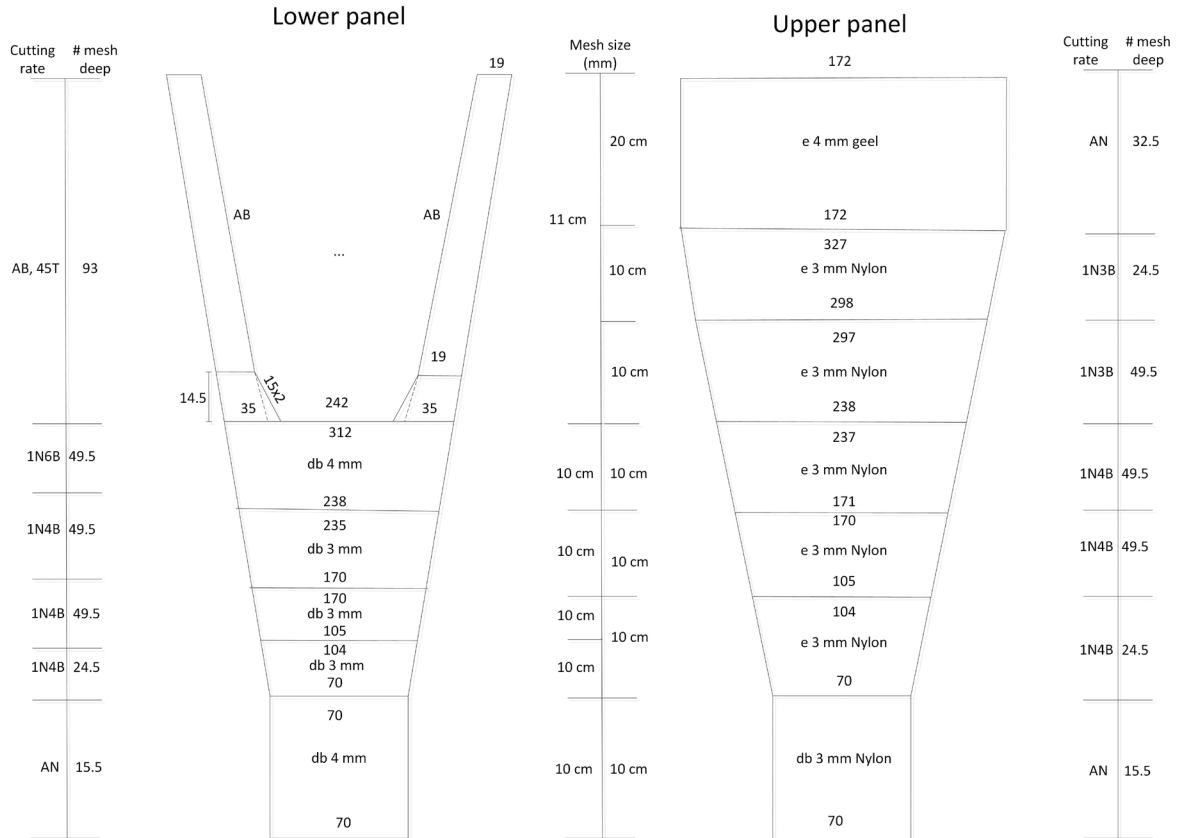 Lower panel
Upper panel
Cutting rate
# mesh deep
AB, 45T
93
1N6B
49.5
1N4B
49.5
1N4B
49.5
1N4B
24.5
AN
15.5
19
AB
AB
...
19
14.5
35
15x2
242
35
312
db 4 mm
238
235
db 3 mm
170
170
db 3 mm
105
104
db 3 mm
70
70
db 4 mm
70
Mesh size
(mm)
20 cm
11 cm
10 cm
10 cm
10 cm
10 cm
10 cm
10 cm
10 cm
10 cm
10 cm
10 cm
10 cm
172
e 4 mm geel
172
327
e 3 mm Nylon
298
297
e 3 mm Nylon
238
237
e 3 mm Nylon
171
170
e 3 mm Nylon
105
104
e 3 mm Nylon
70
db 3 mm Nylon
70
Cutting rate
# mesh deep
AN
32.5
1N3B
24.5
1N3B
49.5
1N4B
49.5
1N4B
49.5
1N4B
24.5
AN
15.5